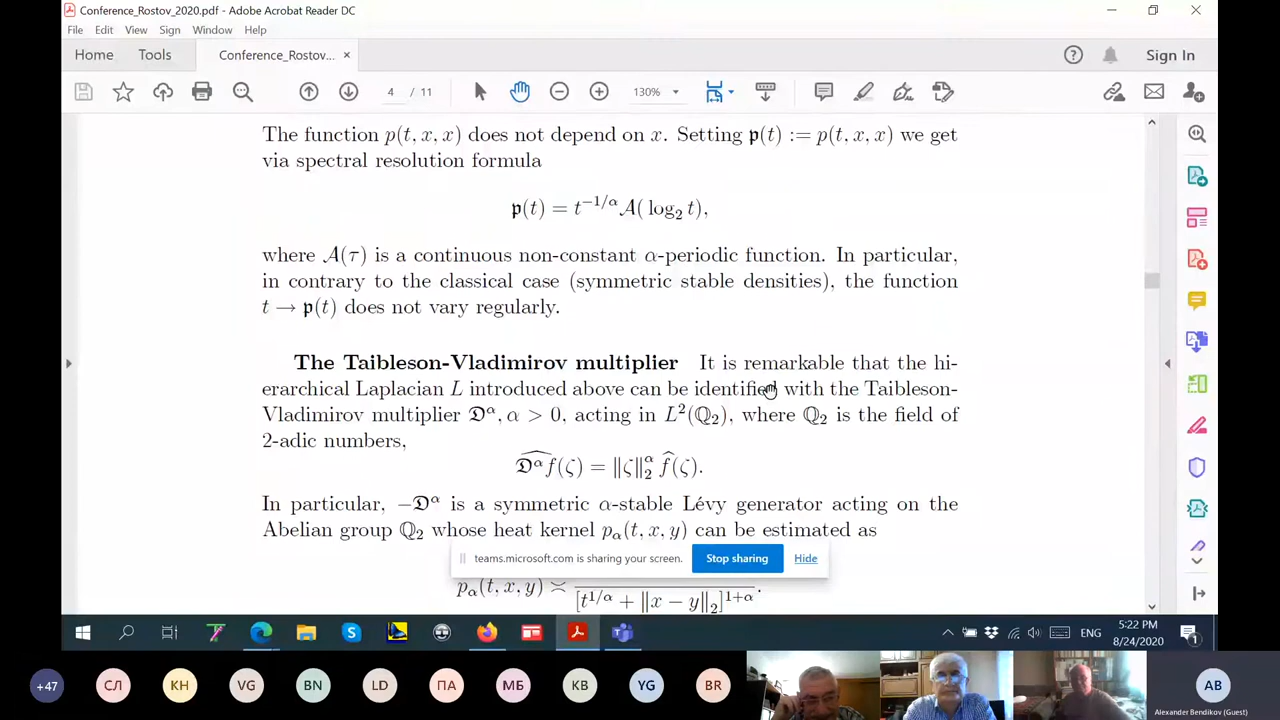 Conference_Rostov_2020.pdf - Adobe Acrobat Reader DC
File Edit View Sign Window Help
Home Tools Conference_Rostov... × Sign In
4 / 11 130%
The function p(t, x, x) does not depend on x. Setting 𝔭(t) := p(t, x, x) we get
via spectral resolution formula
𝔭(t) = t^{-1/α} 𝒜( log₂ t),
where 𝒜(τ) is a continuous non-constant α-periodic function. In particular,
in contrary to the classical case (symmetric stable densities), the function
t → 𝔭(t) does not vary regularly.
The Taibleson-Vladimirov multiplier It is remarkable that the hi-
erarchical Laplacian L introduced above can be identified with the Taibleson-
Vladimirov multiplier 𝔇^α, α > 0, acting in L²(ℚ₂), where ℚ₂ is the field of
2-adic numbers,
\widehat{𝔇^α f}(ζ) = ‖ζ‖₂^α \widehat{f}(ζ).
In particular, −𝔇^α is a symmetric α-stable Lévy generator acting on the
Abelian group ℚ₂ whose heat kernel p_α(t, x, y) can be estimated as
teams.microsoft.com is sharing your screen. Stop sharing Hide
p_α(t, x, y) ≍ / [t^{1/α} + ‖x − y‖₂]^{1+α} .
ENG 5:22 PM
8/24/2020
1
+47 СЛ КН VG BN LD ПА МБ КВ YG BR AB
Alexander Bendikov (Guest)